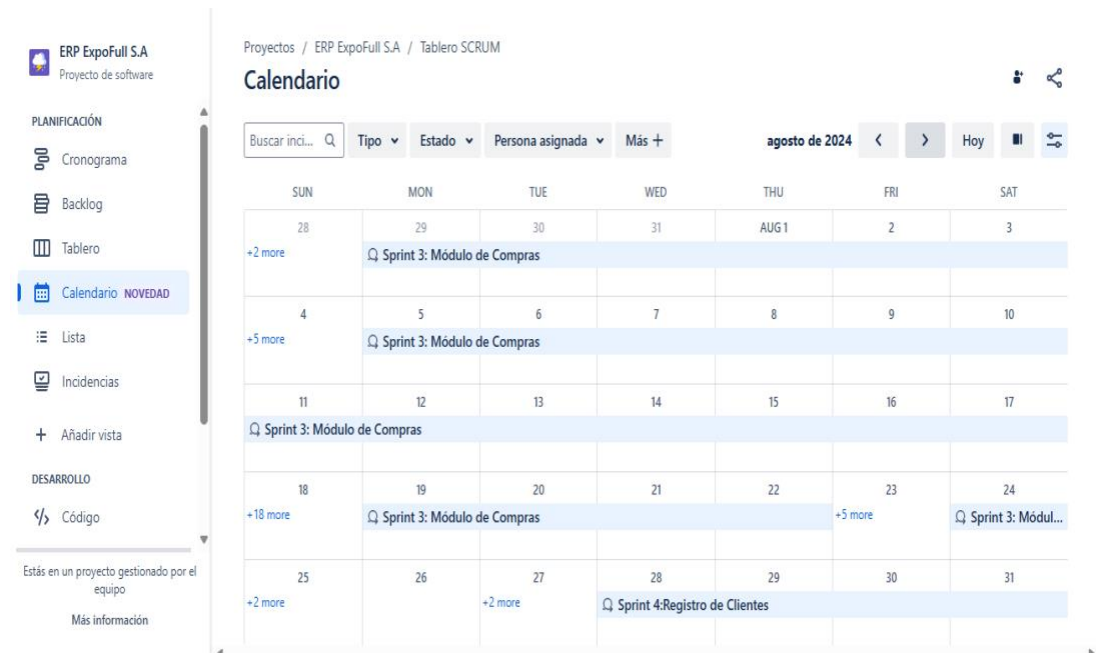 ERP ExpoFull S.A
Proyecto de software
PLANIFICACIÓN
Cronograma
Backlog
Tablero
Calendario NOVEDAD
Lista
Incidencias
+ Añadir vista
DESARROLLO
Código
Estás en un proyecto gestionado por el
equipo
Más información
Proyectos / ERP ExpoFull S.A / Tablero SCRUM
Calendario
Buscar inci... Tipo Estado Persona asignada Más + agosto de 2024 < > Hoy
SUN MON TUE WED THU FRI SAT
28 29 30 31 AUG 1 2 3
+2 more Sprint 3: Módulo de Compras
4 5 6 7 8 9 10
+5 more Sprint 3: Módulo de Compras
11 12 13 14 15 16 17
Sprint 3: Módulo de Compras
18 19 20 21 22 23 24
+18 more Sprint 3: Módulo de Compras +5 more Sprint 3: Módul...
25 26 27 28 29 30 31
+2 more +2 more Sprint 4:Registro de Clientes